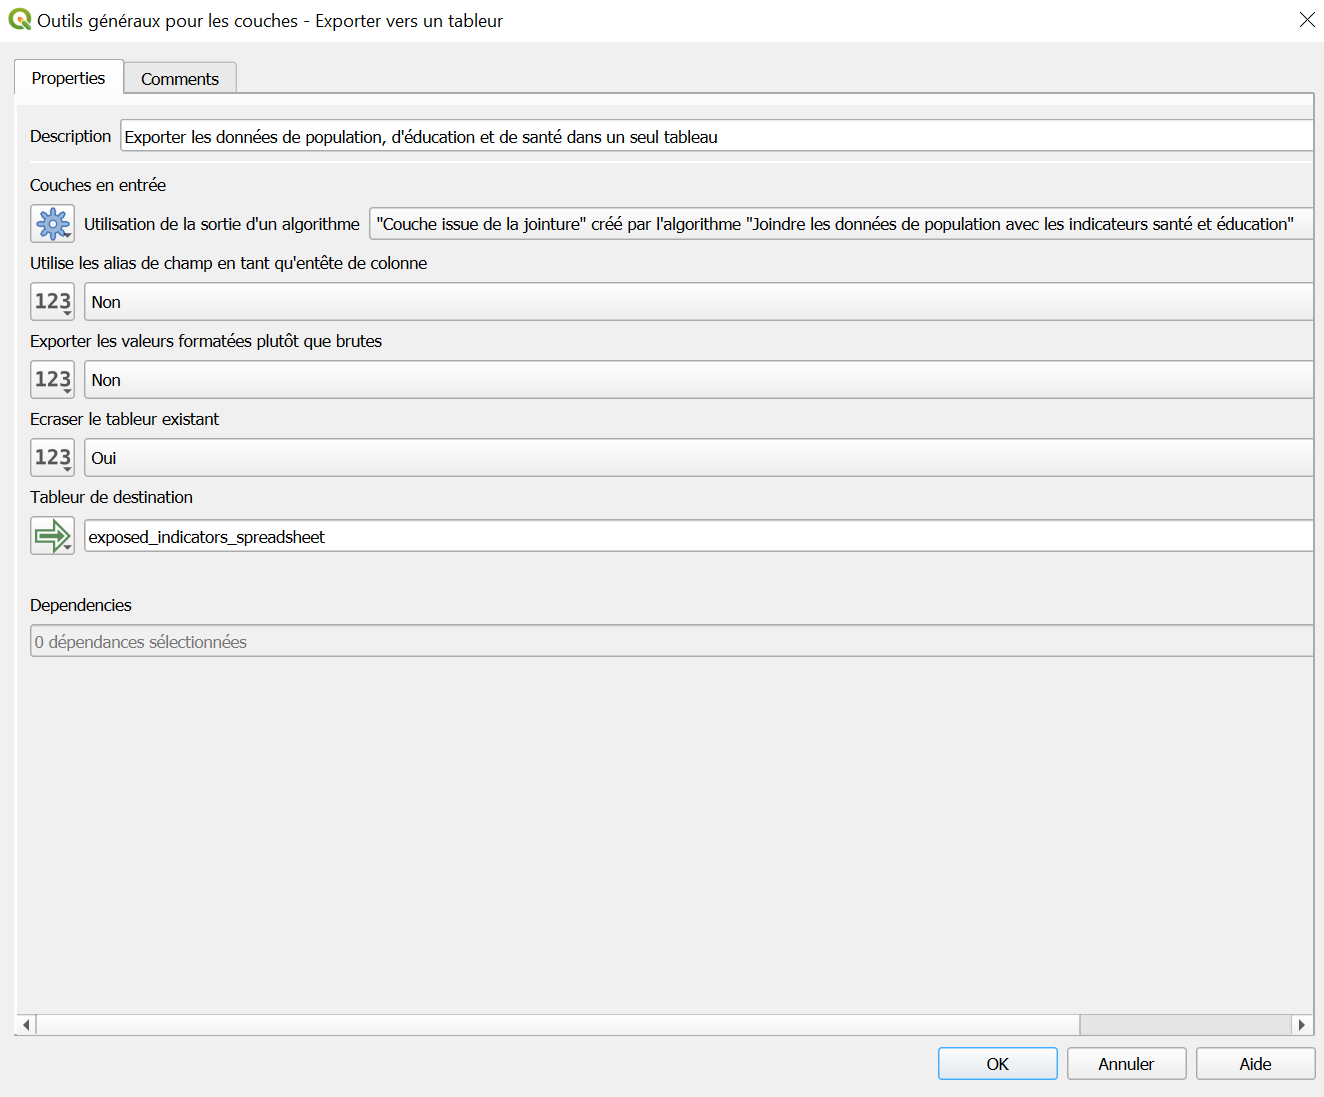 Outils généraux pour les couches - Exporter vers un tableur
Properties
Comments
Description
Exporter les données de population, d'éducation et de santé dans un seul tableau
Couches en entrée
Utilisation de la sortie d'un algorithme
"Couche issue de la jointure" créé par l'algorithme "Joindre les données de population avec les indicateurs santé et éducation"
Utilise les alias de champ en tant qu'entête de colonne
123
Non
Exporter les valeurs formatées plutôt que brutes
123
Non
Ecraser le tableur existant
123
Oui
Tableur de destination
exposed_indicators_spreadsheet
Dependencies
0 dépendances sélectionnées
OK
Annuler
Aide